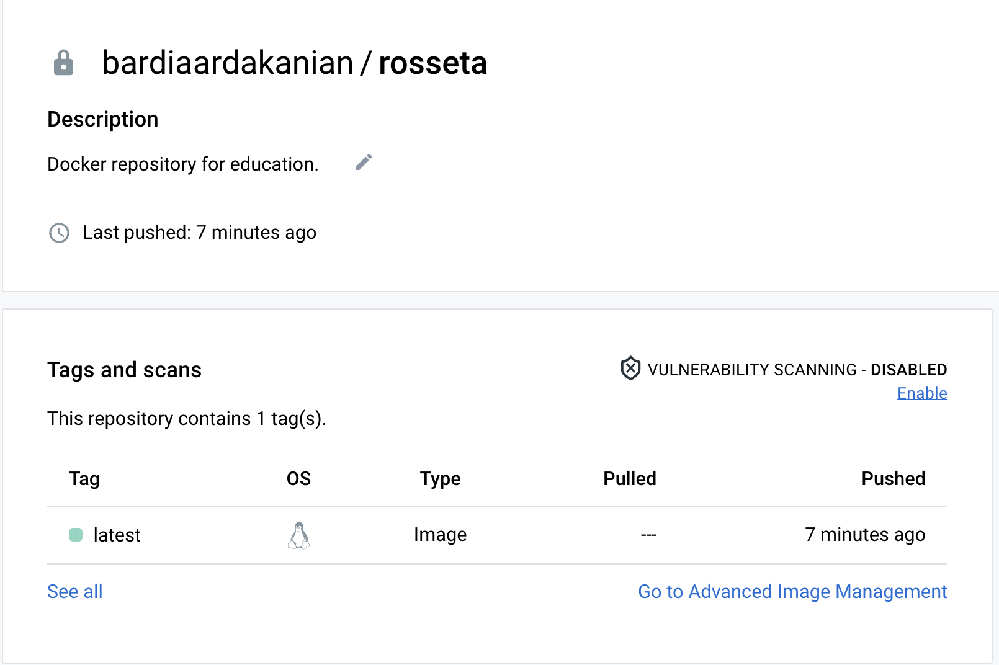 bardiaardakanian / rosseta
Description
Docker repository for education.
Last pushed: 7 minutes ago
Tags and scans
VULNERABILITY SCANNING - DISABLED
Enable
This repository contains 1 tag(s).
Tag OS Type Pulled Pushed
latest Image --- 7 minutes ago
See all Go to Advanced Image Management